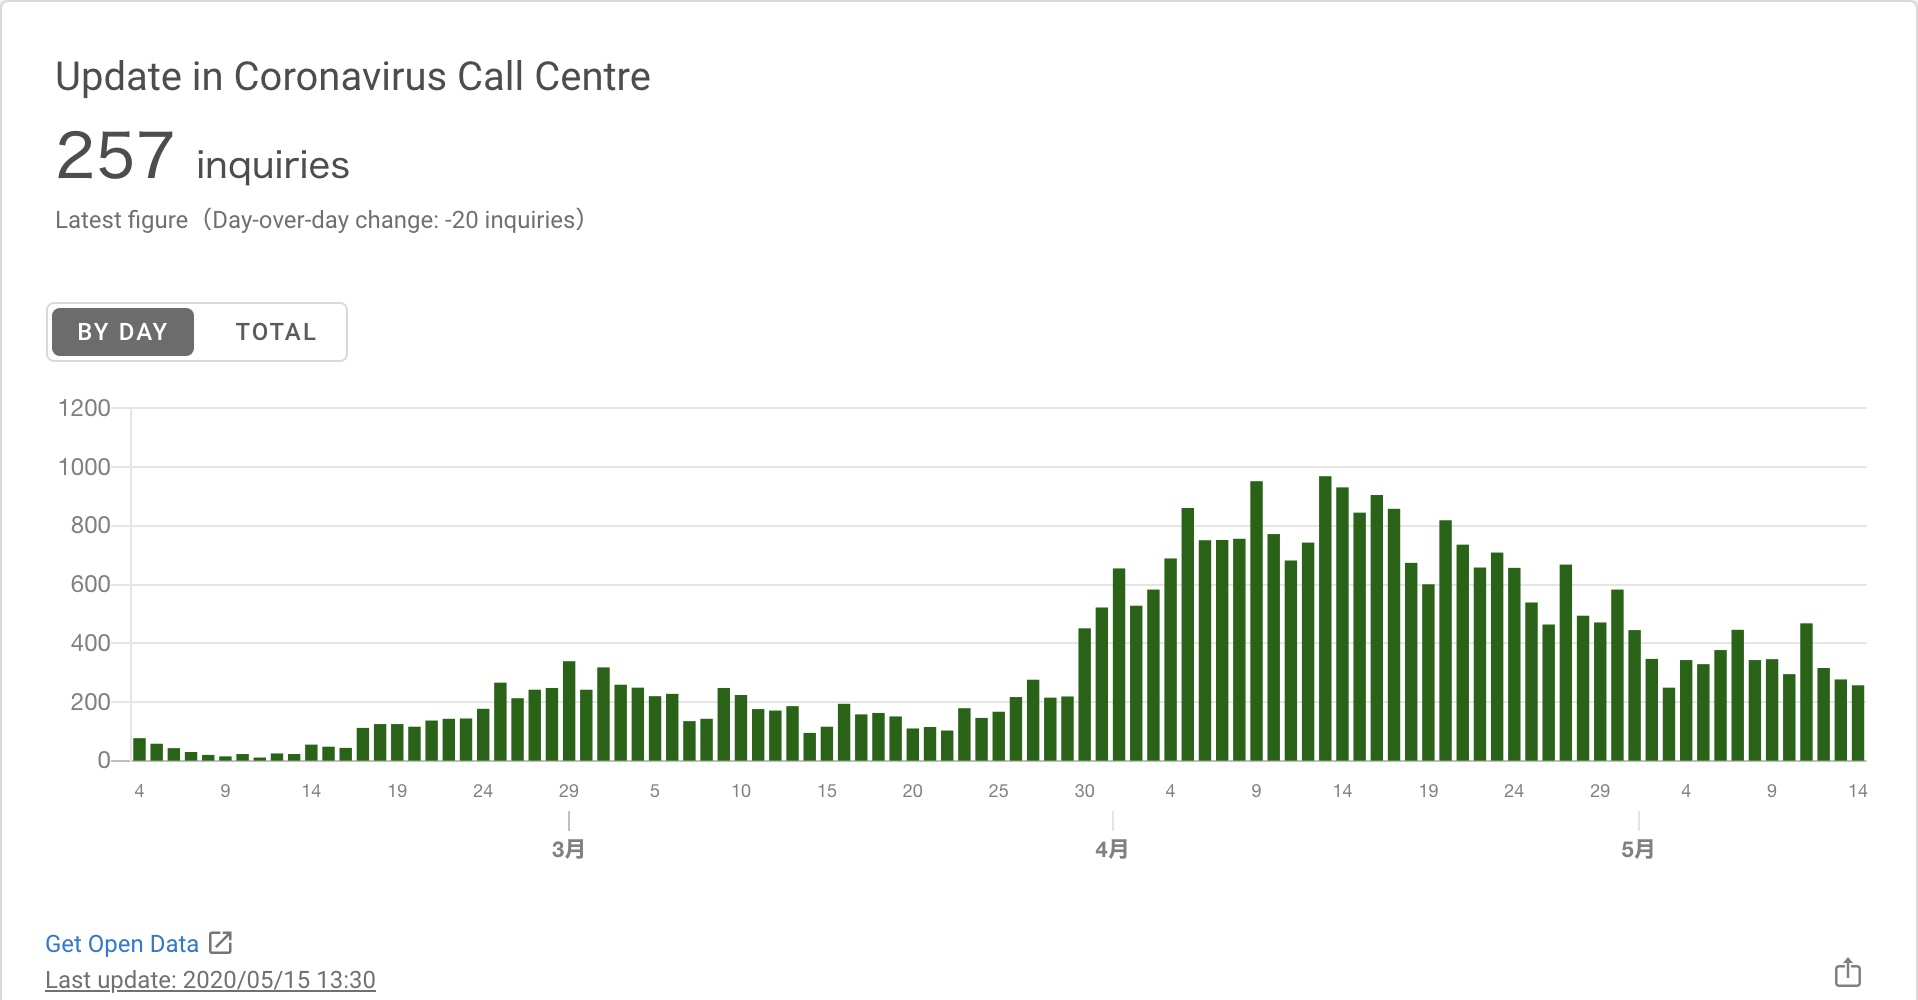 Update in Coronavirus Call Centre
257 inquiries
Latest figure（Day-over-day change: -20 inquiries）
BY DAY TOTAL
1200
1000
800
600
400
200
0
4 9 14 19 24 29 5 10 15 20 25 30 4 9 14 19 24 29 4 9 14
3月 4月 5月
Get Open Data
Last update: 2020/05/15 13:30